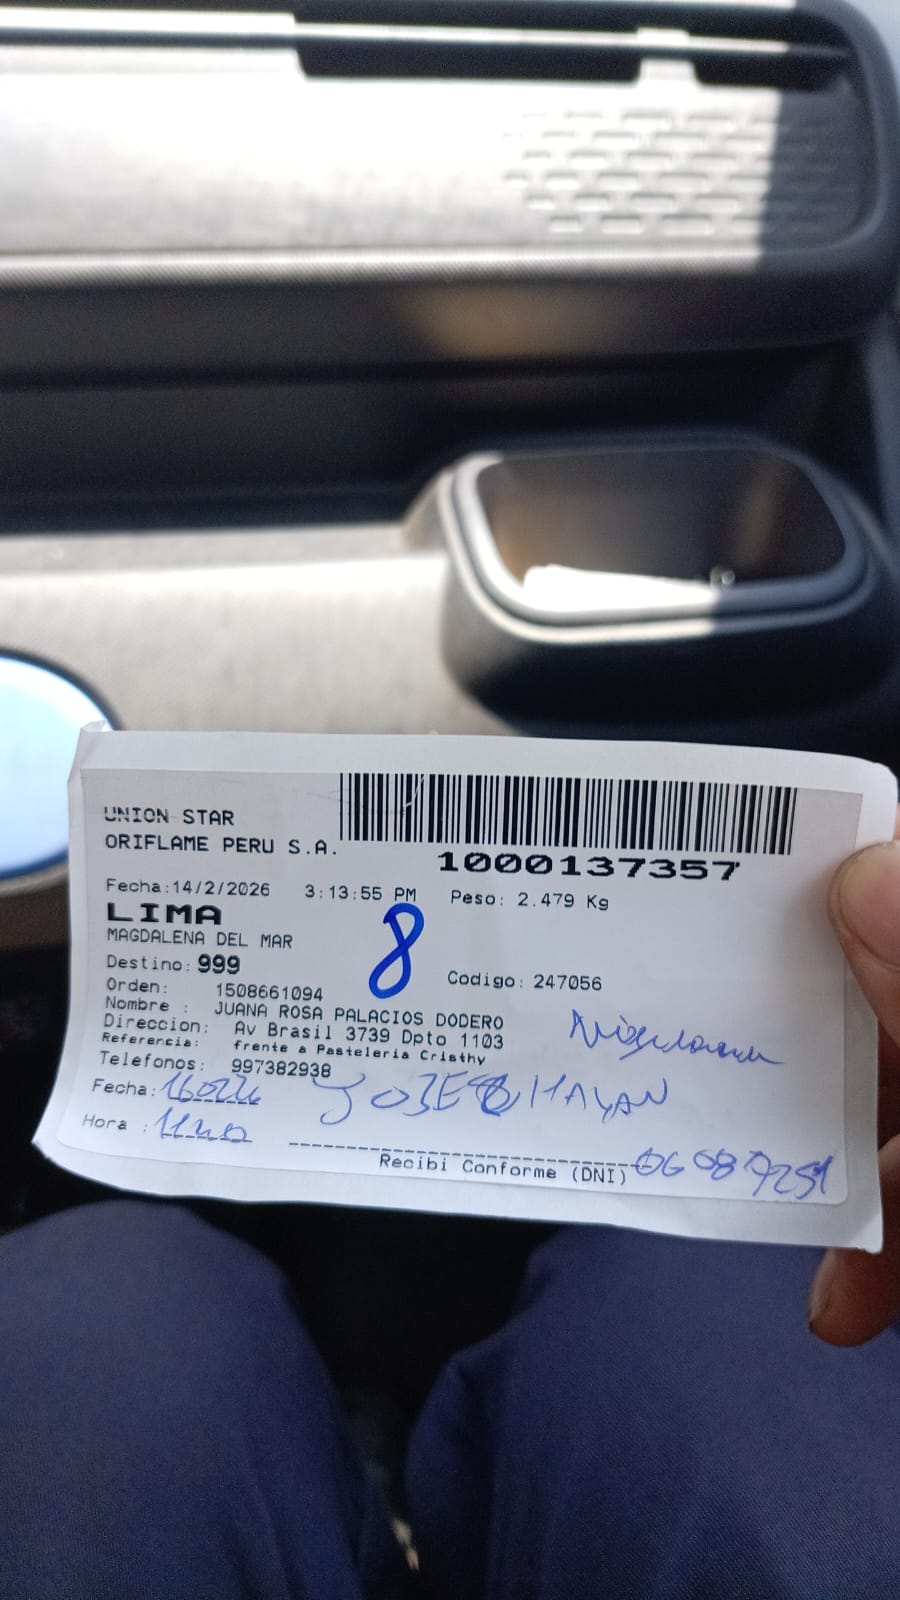 UNION STAR
ORIFLAME PERU S.A.
1000137357
Fecha:14/2/2026 3:13:55 PM Peso: 2.479 Kg
LIMA
MAGDALENA DEL MAR
8
Destino: 999
Codigo: 247056
Orden: 1508661094
Nombre : JUANA ROSA PALACIOS DODERO
Direccion: Av Brasil 3739 Dpto 1103
Referencia: frente a Pasteleria Cristhy
Telefonos: 997382938
Fecha: 160226
JOSE
Hora :
Recibi Conforme (DNI)